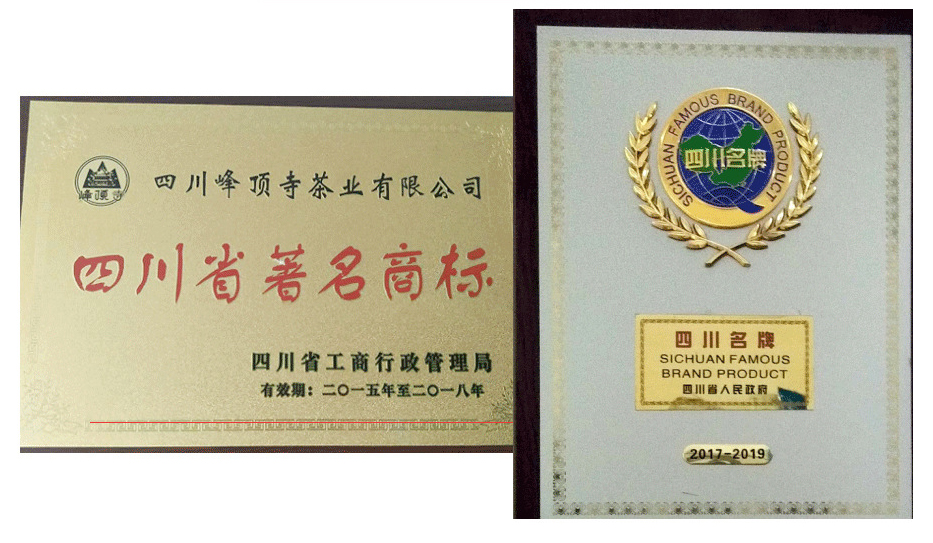 峰顶寺
四川峰顶寺茶业有限公司
四川省著名商标
四川省工商行政管理局
有效期：二〇一五年至二〇一八年
SICHUAN FAMOUS BRAND PRODUCT
四川名牌
四川名牌
SICHUAN FAMOUS
BRAND PRODUCT
四川省人民政府
2017-2019